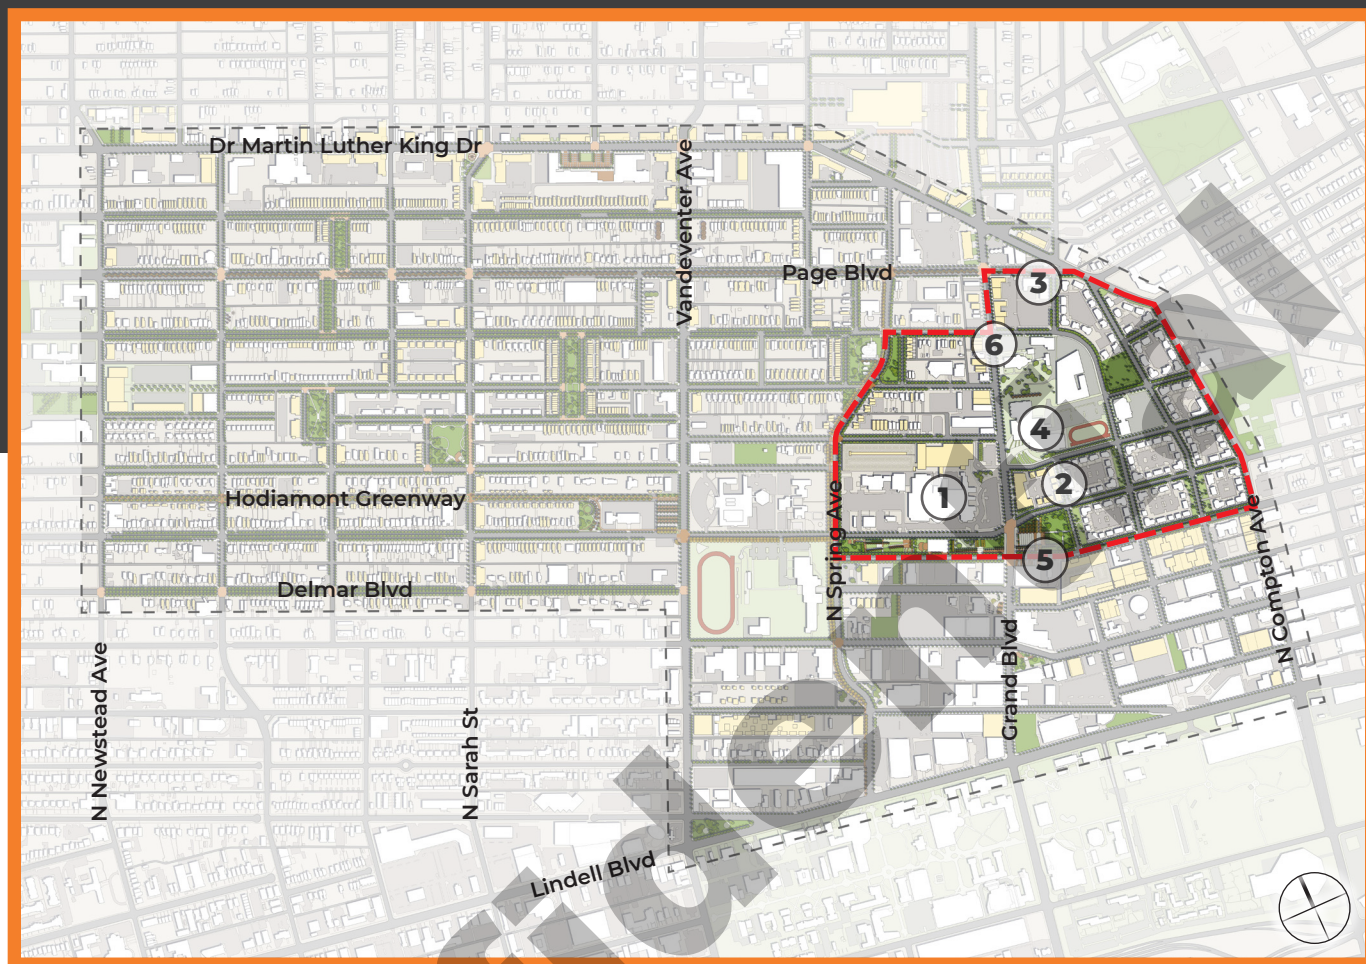 Dr Martin Luther King Dr
Vandeventer Ave
Page Blvd
3
6
4
2
1
Hodiamont Greenway
N Spring Ave
5
Delmar Blvd
N Compton Ave
Grand Blvd
N Newstead Ave
N Sarah St
Lindell Blvd